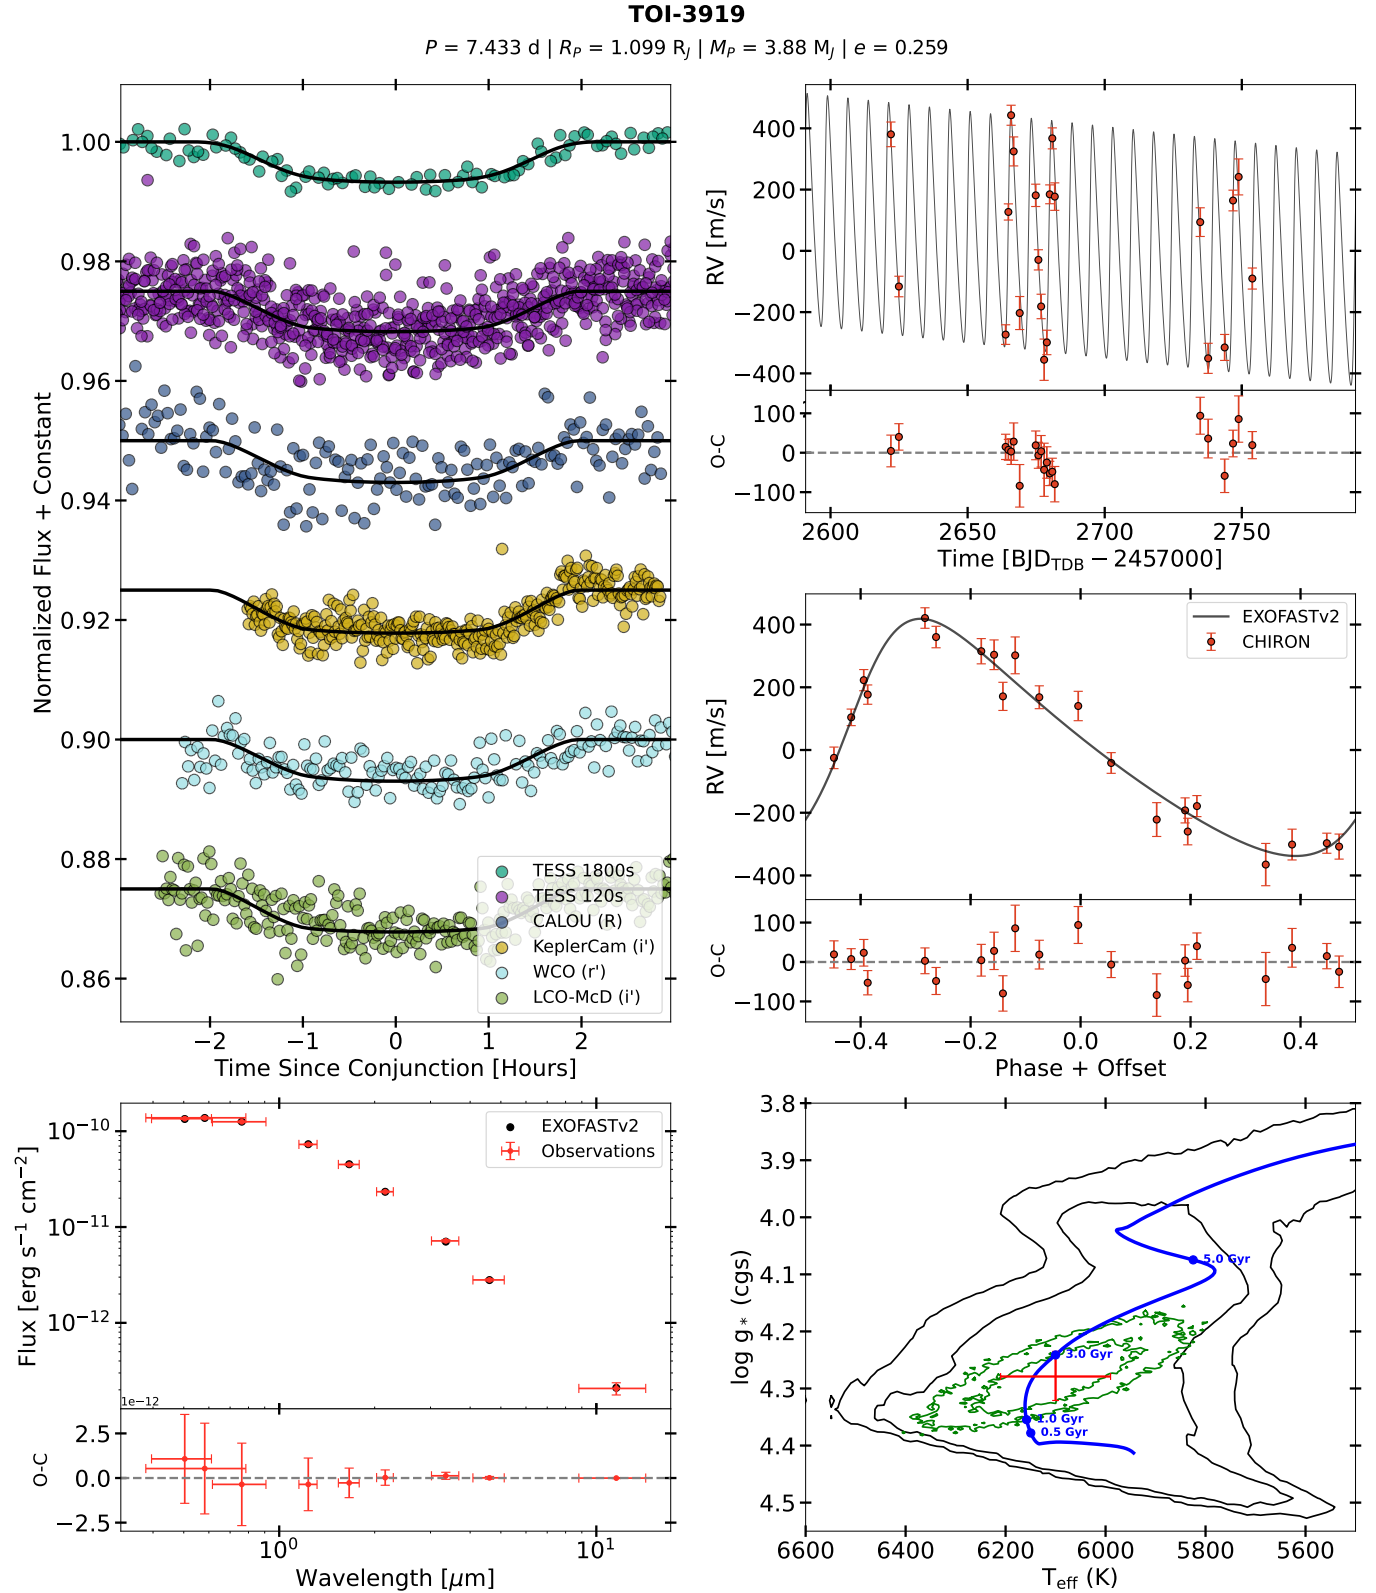 TOI-3919
P = 7.433 d | R_P = 1.099 R_J | M_P = 3.88 M_J | e = 0.259
Normalized Flux + Constant
1.00
0.98
0.96
0.94
0.92
0.90
0.88
0.86
TESS 1800s
TESS 120s
CALOU (R)
KeplerCam (i')
WCO (r')
LCO-McD (i')
−2 −1 0 1 2
Time Since Conjunction [Hours]
RV [m/s]
400
200
0
−200
−400
O-C
100
0
−100
2600 2650 2700 2750
Time [BJD_TDB − 2457000]
RV [m/s]
400
200
0
−200
−400
EXOFASTv2
CHIRON
O-C
100
0
−100
−0.4 −0.2 0.0 0.2 0.4
Phase + Offset
Flux [erg s⁻¹ cm⁻²]
10⁻¹⁰
10⁻¹¹
10⁻¹²
EXOFASTv2
Observations
1e−12
O-C
2.5
0.0
−2.5
10⁰ 10¹
Wavelength [μm]
log g* (cgs)
3.8
3.9
4.0
4.1
4.2
4.3
4.4
4.5
5.0 Gyr
3.0 Gyr
1.0 Gyr
0.5 Gyr
6600 6400 6200 6000 5800 5600
T_eff (K)